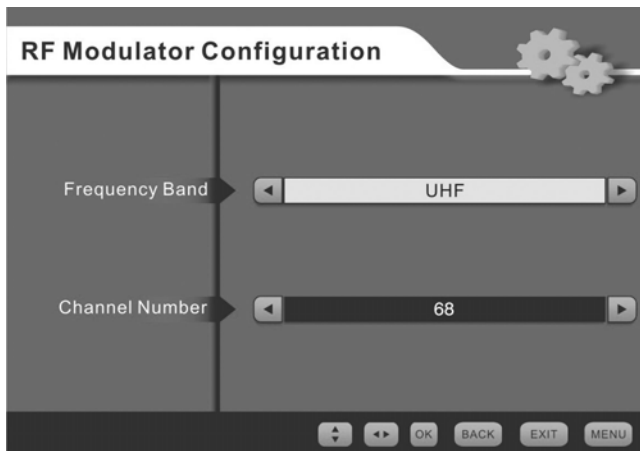 RF Modulator Configuration
Frequency Band
UHF
Channel Number
68
OK BACK EXIT MENU